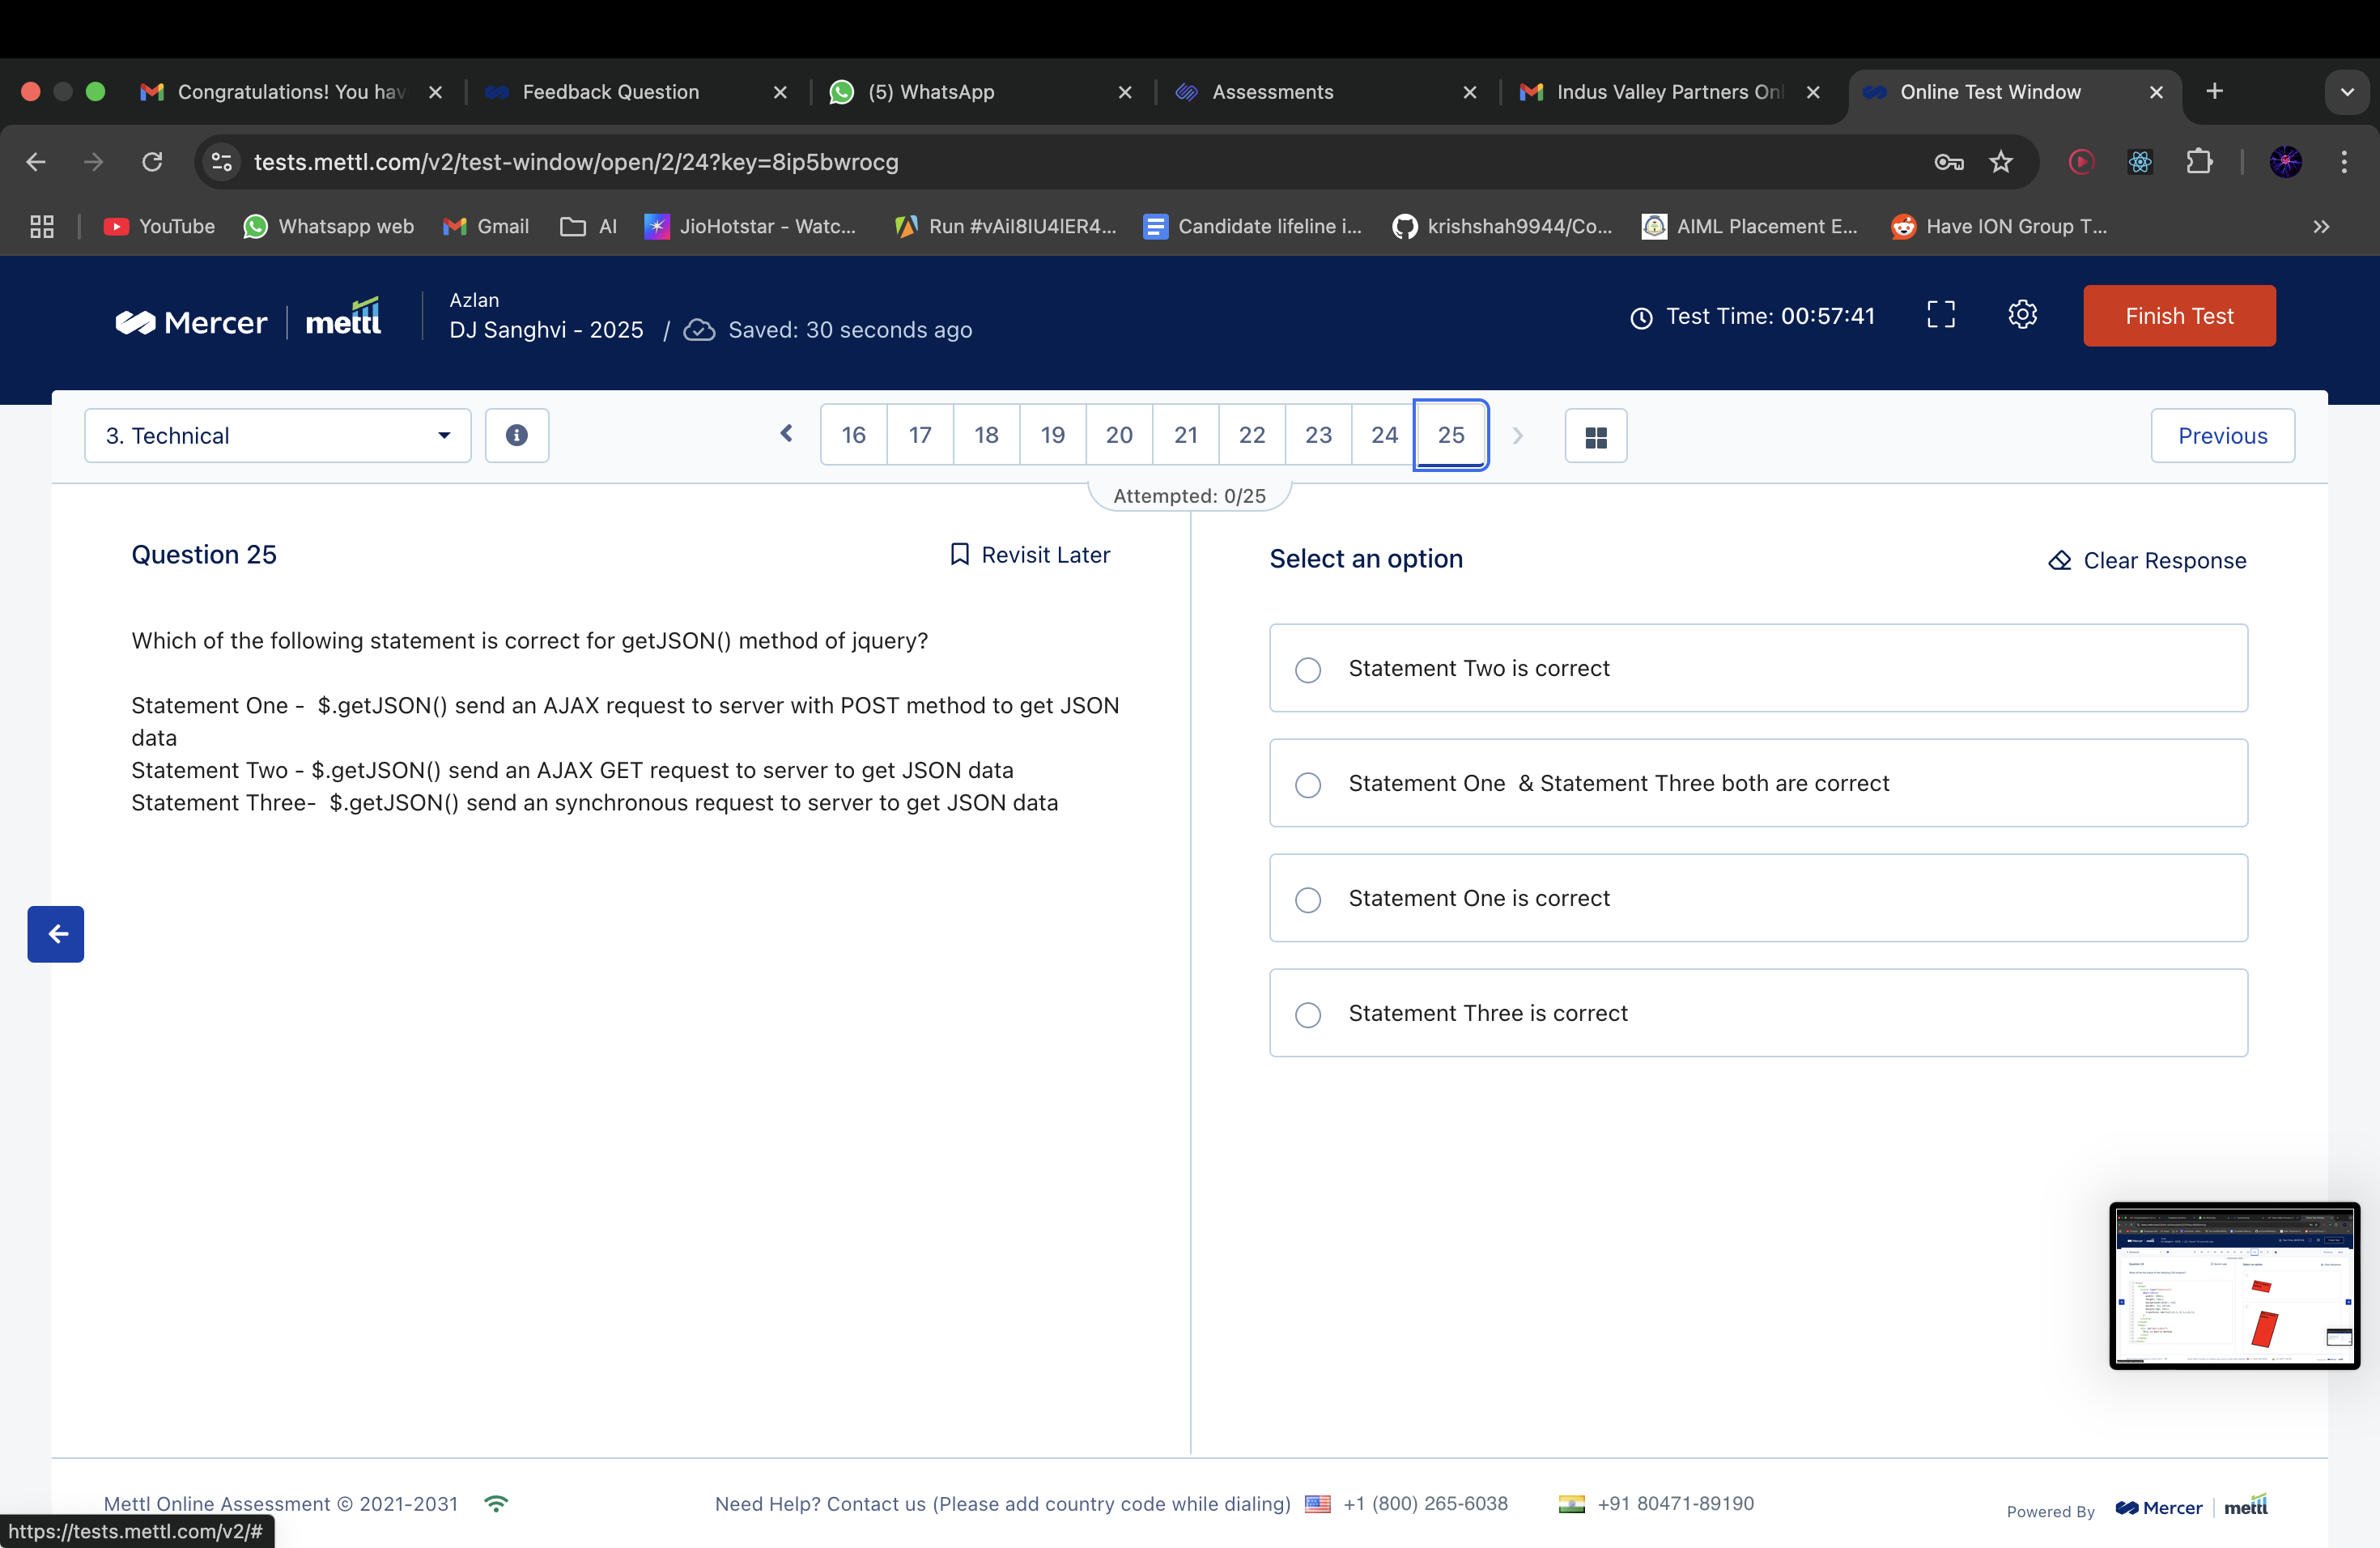 Congratulations! You hav
Feedback Question
(5) WhatsApp
Assessments
Indus Valley Partners Onl
Online Test Window
tests.mettl.com/v2/test-window/open/2/24?key=8ip5bwrocg
YouTube
Whatsapp web
Gmail
AI
JioHotstar - Watc...
Run #vAil8IU4lER4...
Candidate lifeline i...
krishshah9944/Co...
AIML Placement E...
Have ION Group T...
Mercer | mettl
Azlan
DJ Sanghvi - 2025 / Saved: 30 seconds ago
Test Time: 00:57:41
Finish Test
3. Technical
16 17 18 19 20 21 22 23 24 25
Previous
Attempted: 0/25
Question 25
Revisit Later
Which of the following statement is correct for getJSON() method of jquery?
Statement One -  $.getJSON() send an AJAX request to server with POST method to get JSON
data
Statement Two - $.getJSON() send an AJAX GET request to server to get JSON data
Statement Three-  $.getJSON() send an synchronous request to server to get JSON data
Select an option
Clear Response
Statement Two is correct
Statement One  & Statement Three both are correct
Statement One is correct
Statement Three is correct
Mettl Online Assessment © 2021-2031
Need Help? Contact us (Please add country code while dialing) +1 (800) 265-6038 +91 80471-89190
Powered By Mercer | mettl
https://tests.mettl.com/v2/#